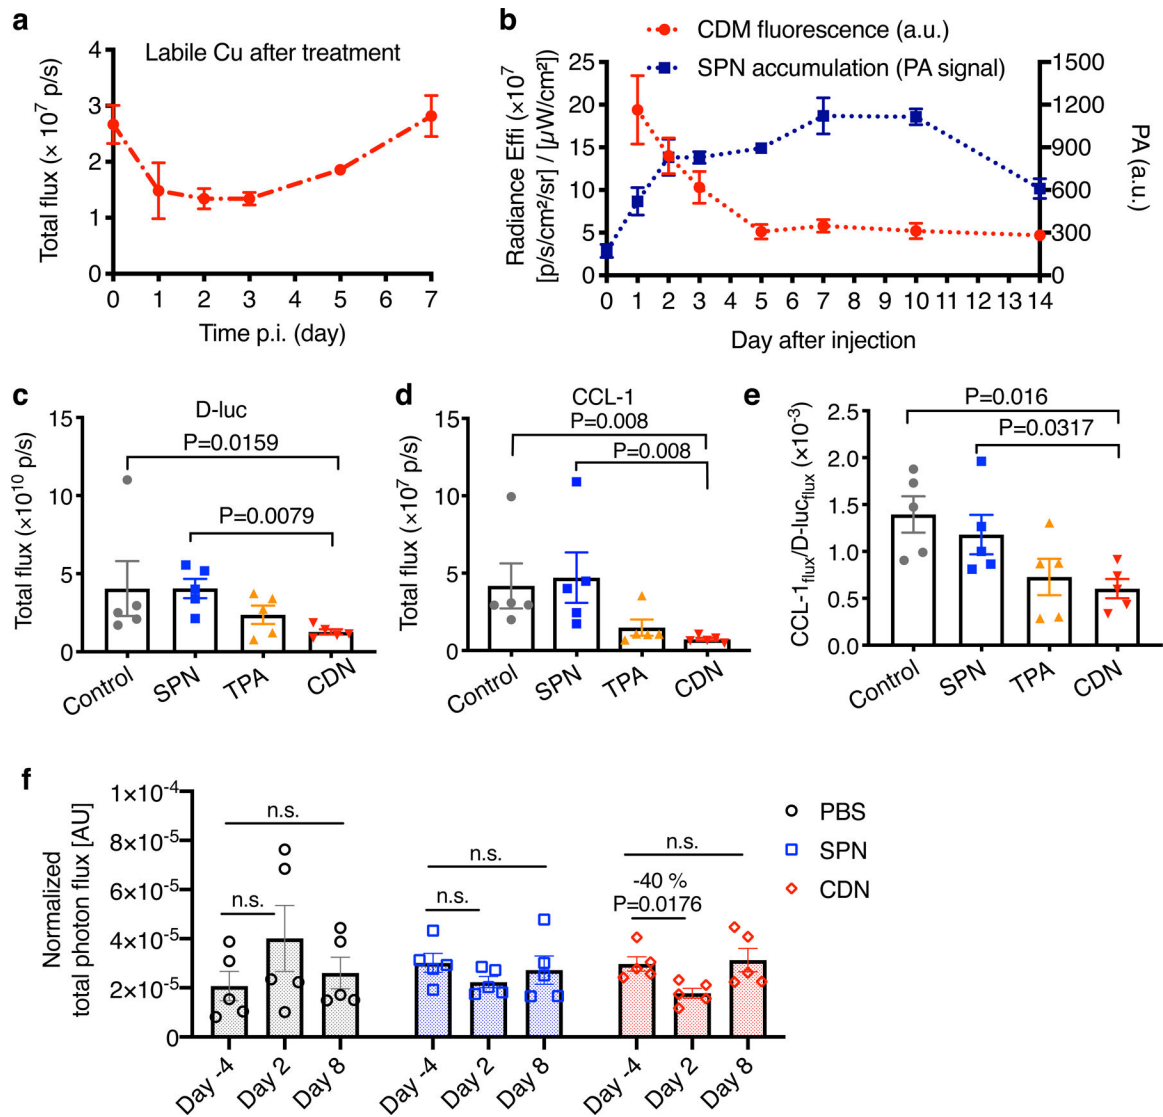 a
Labile Cu after treatment
Total flux (× 10⁷ p/s)
4
3
2
1
0
0 1 2 3 4 5 6 7
Time p.i. (day)
b
CDM fluorescence (a.u.)
SPN accumulation (PA signal)
Radiance Effi (×10⁷
[p/s/cm²/sr] / [µW/cm²]
25
20
15
10
5
0
1500
1200
900
600
300
0
PA
(a.u.)
0 1 2 3 4 5 6 7 8 9 10 11 12 13 14
Day after injection
c
D-luc
P=0.0159
P=0.0079
Total flux (×10¹⁰ p/s)
15
10
5
0
Control
SPN
TPA
CDN
d
CCL-1
P=0.008
P=0.008
Total flux (×10⁷ p/s)
15
10
5
0
Control
SPN
TPA
CDN
e
P=0.016
P=0.0317
CCL-1flux/D-lucflux (×10⁻³)
2.5
2.0
1.5
1.0
0.5
0.0
Control
SPN
TPA
CDN
f
Normalized
total photon flux [AU]
1×10⁻⁴
8×10⁻⁵
6×10⁻⁵
4×10⁻⁵
2×10⁻⁵
0
n.s.
n.s.
n.s.
n.s.
n.s.
-40 %
P=0.0176
PBS
SPN
CDN
Day -4
Day 2
Day 8
Day -4
Day 2
Day 8
Day -4
Day 2
Day 8